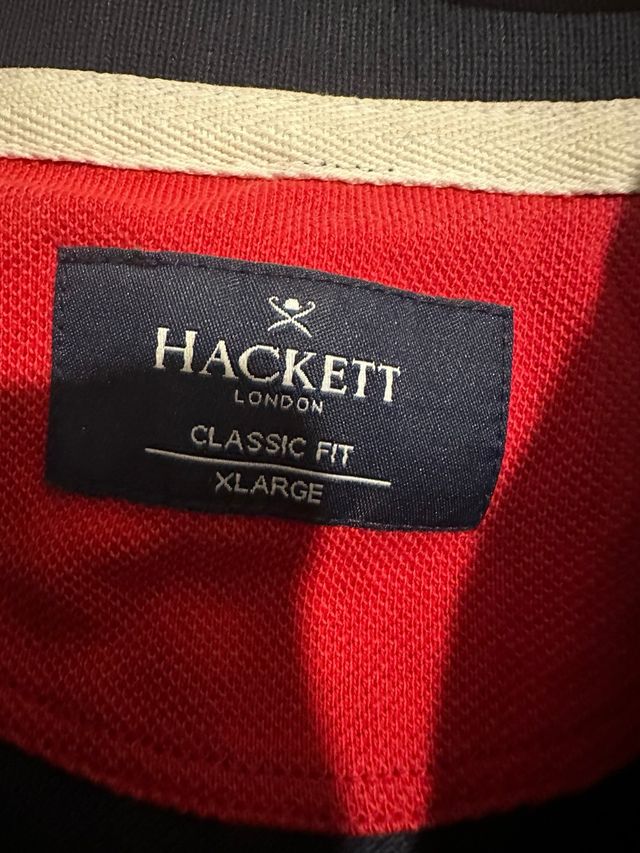 HACKETT
LONDON
CLASSIC FIT
XLARGE